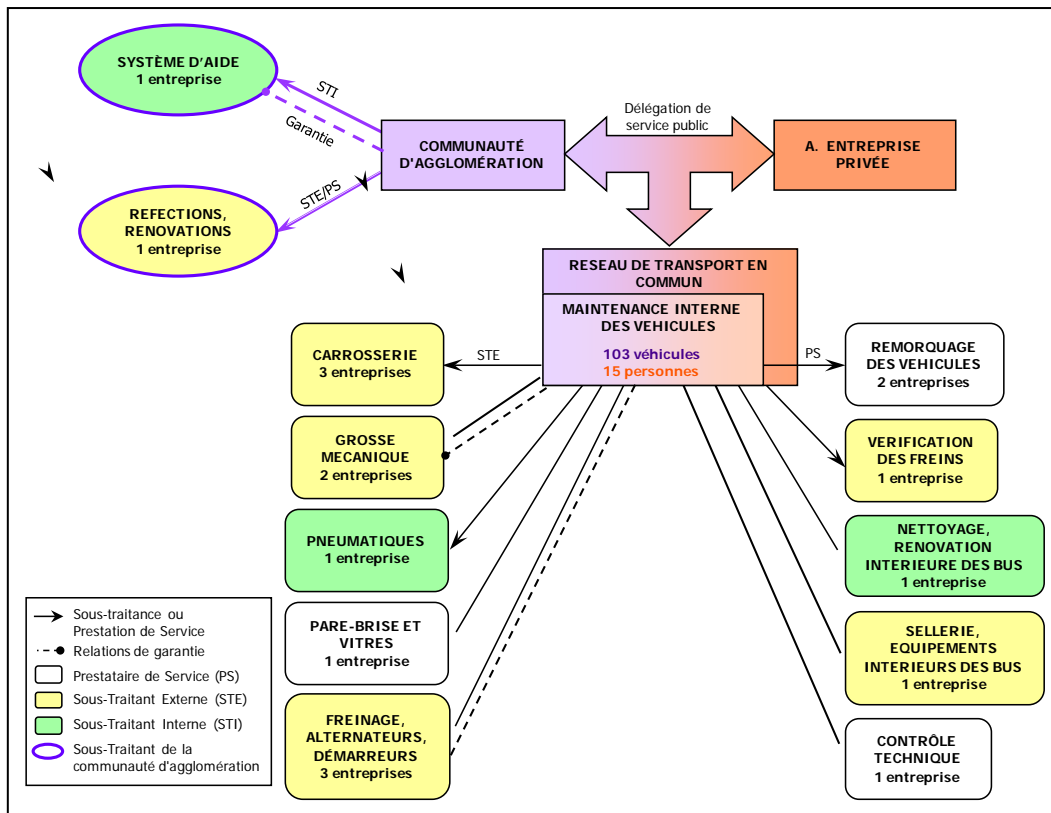 SYSTÈME D'AIDE
1 entreprise
STI
Garantie
Délégation de
service public
COMMUNAUTÉ
D'AGGLOMÉRATION
A. ENTREPRISE
PRIVÉE
STE/PS
REFECTIONS,
RENOVATIONS
1 entreprise
RESEAU DE TRANSPORT EN
COMMUN
MAINTENANCE INTERNE
DES VEHICULES
103 véhicules
15 personnes
STE
PS
CARROSSERIE
3 entreprises
GROSSE
MECANIQUE
2 entreprises
PNEUMATIQUES
1 entreprise
PARE-BRISE ET
VITRES
1 entreprise
FREINAGE,
ALTERNATEURS,
DÉMARREURS
3 entreprises
REMORQUAGE
DES VEHICULES
2 entreprises
VERIFICATION
DES FREINS
1 entreprise
NETTOYAGE,
RENOVATION
INTERIEURE DES BUS
1 entreprise
SELLERIE,
EQUIPEMENTS
INTERIEURS DES BUS
1 entreprise
CONTRÔLE
TECHNIQUE
1 entreprise
Sous-traitance ou
Prestation de Service
Relations de garantie
Prestataire de Service (PS)
Sous-Traitant Externe (STE)
Sous-Traitant Interne (STI)
Sous-Traitant de la
communauté d'agglomération